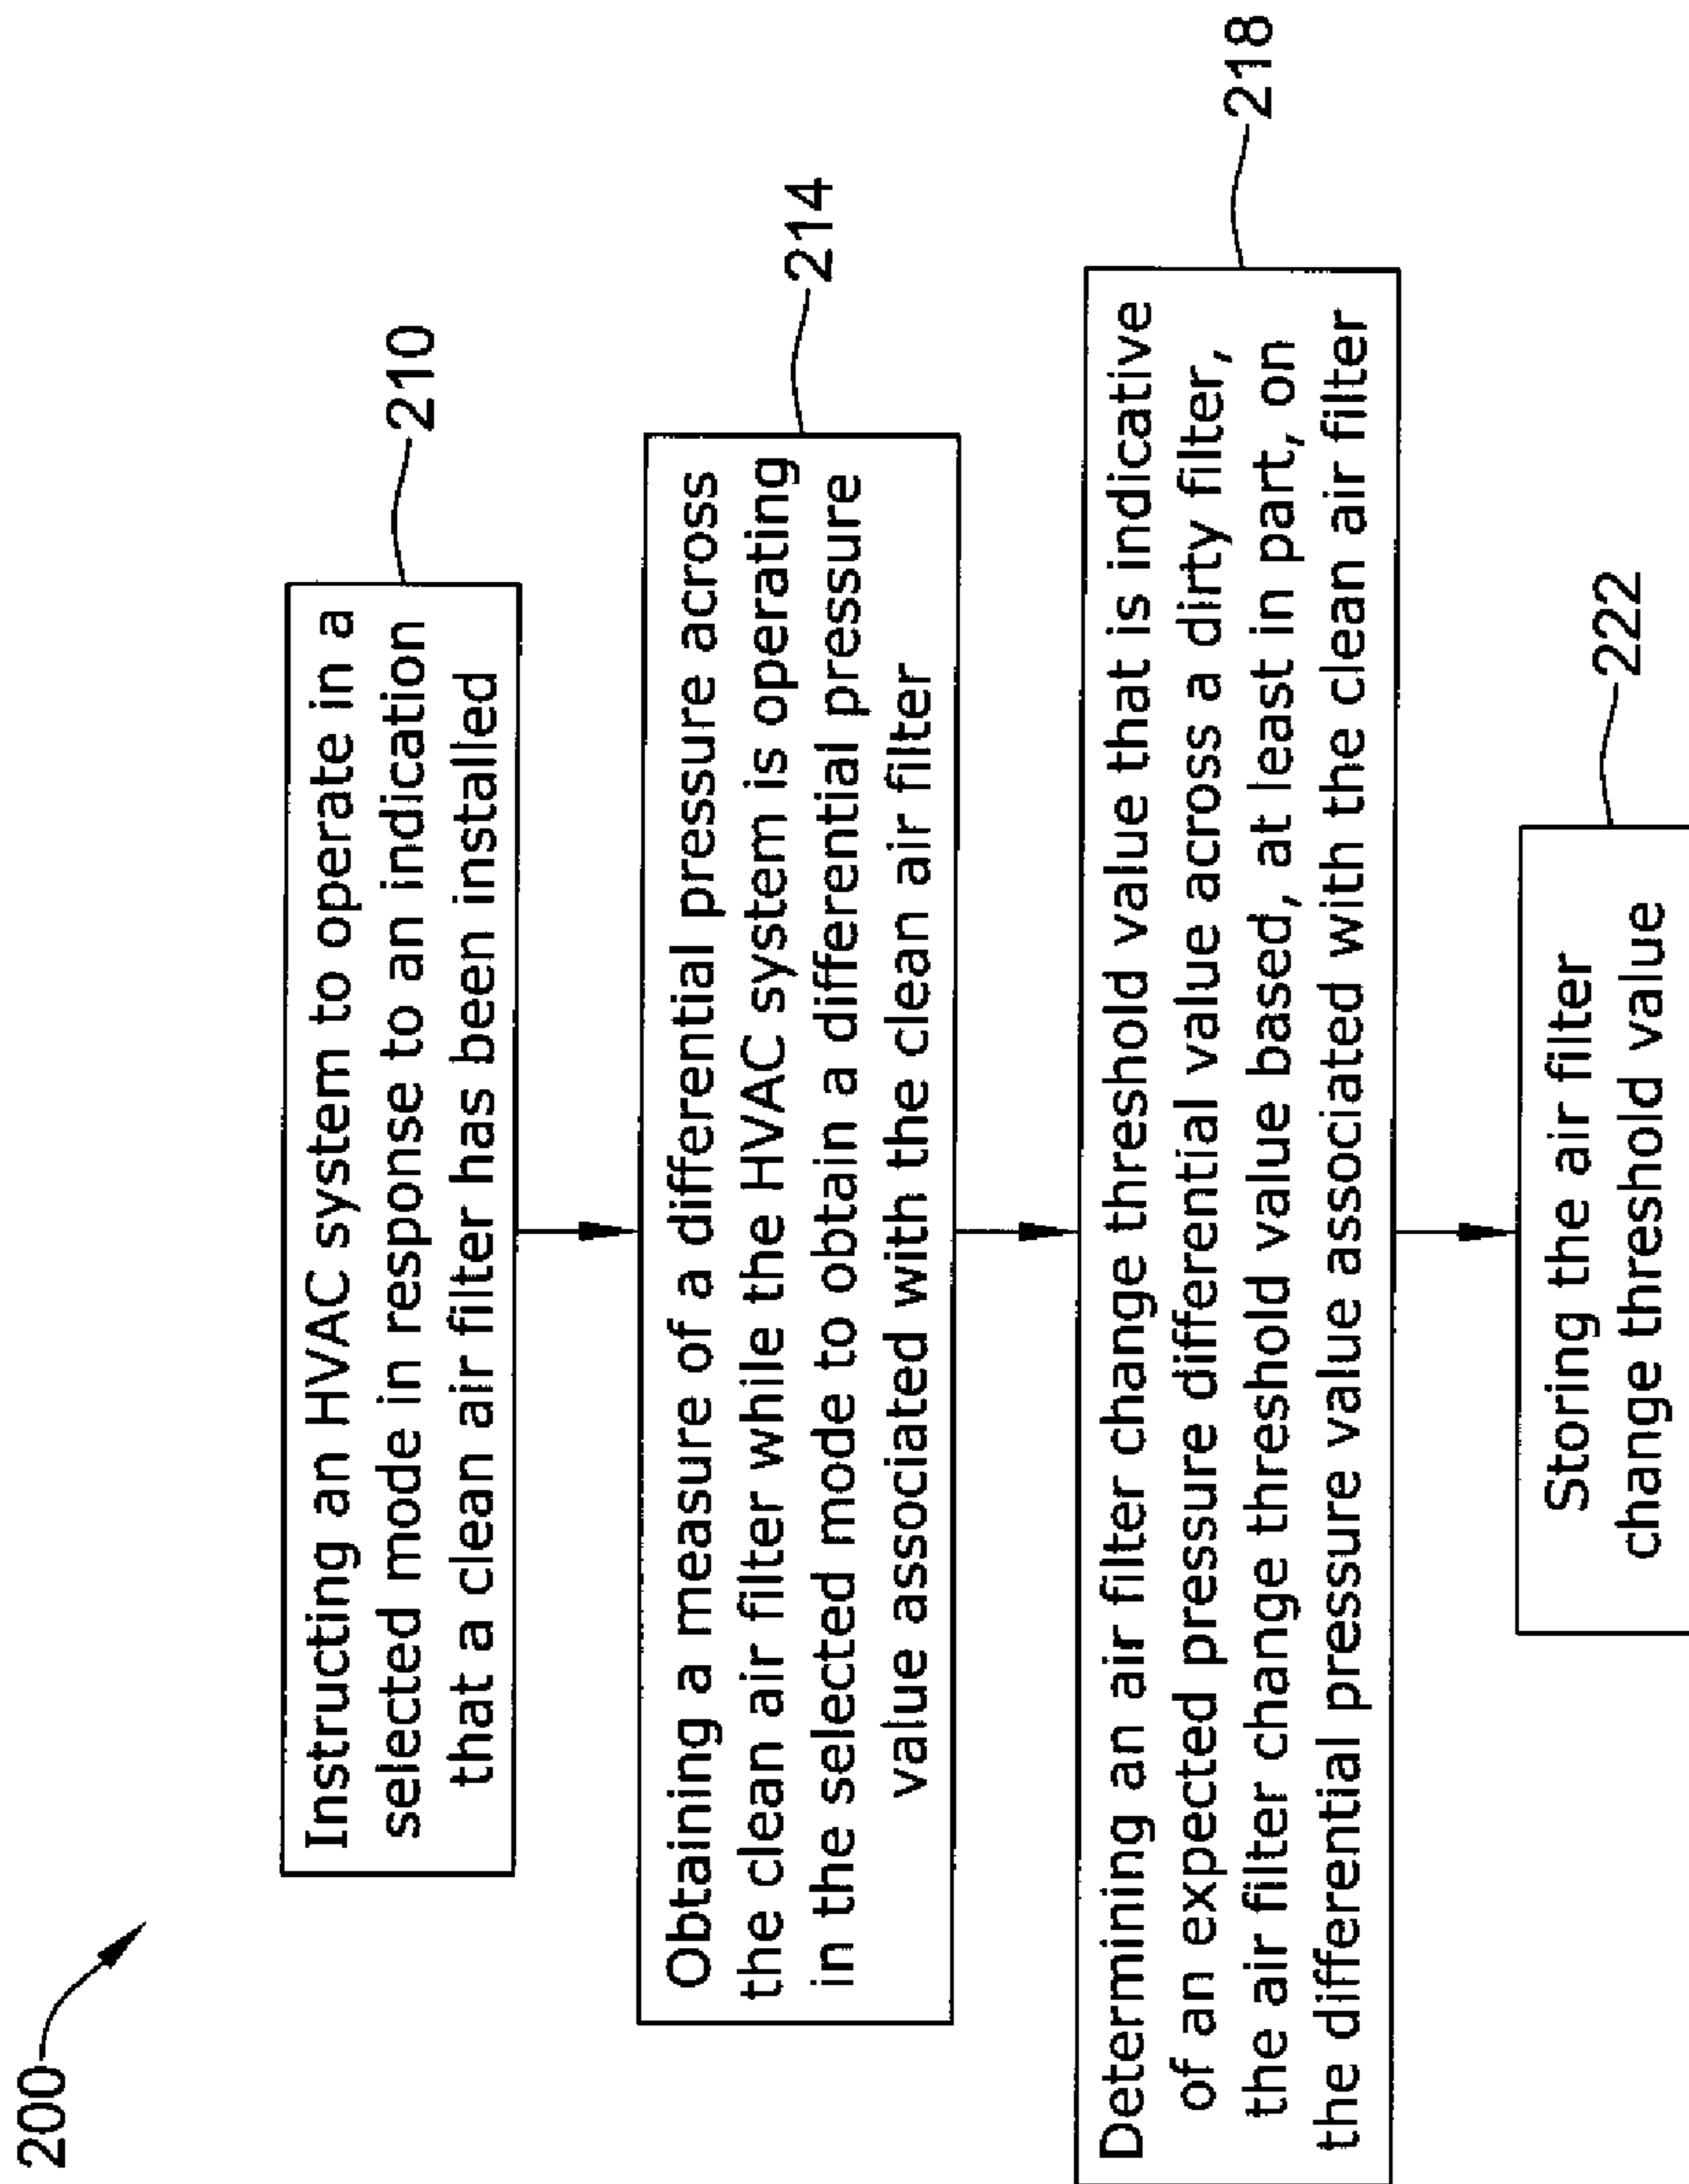 200
Instructing an HVAC system to operate in a
selected mode in response to an indication
that a clean air filter has been installed
210
Obtaining a measure of a differential pressure across
the clean air filter while the HVAC system is operating
in the selected mode to obtain a differential pressure
value associated with the clean air filter
214
Determining an air filter change threshold value that is indicative
of an expected pressure differential value across a dirty filter,
the air filter change threshold value based, at least in part, on
the differential pressure value associated with the clean air filter
218
Storing the air filter
change threshold value
222